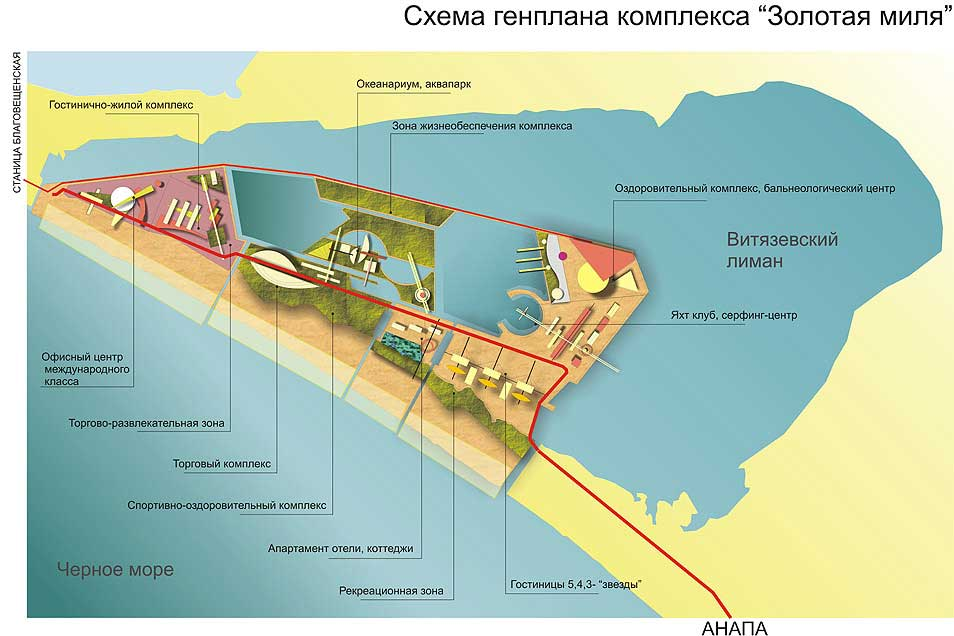 Схема генплана комплекса “Золотая миля”
СТАНИЦА БЛАГОВЕЩЕНСКАЯ
Океанариум, аквапарк
Гостинично-жилой комплекс
Зона жизнеобеспечения комплекса
Оздоровительный комплекс, бальнеологический центр
Витязевский
лиман
Яхт клуб, серфинг-центр
Офисный центр
международного
класса
Торгово-развлекательная зона
Торговый комплекс
Спортивно-оздоровительный комплекс
Апартамент отели, коттеджи
Черное море
Рекреационная зона
Гостиницы 5,4,3- “звезды”
АНАПА